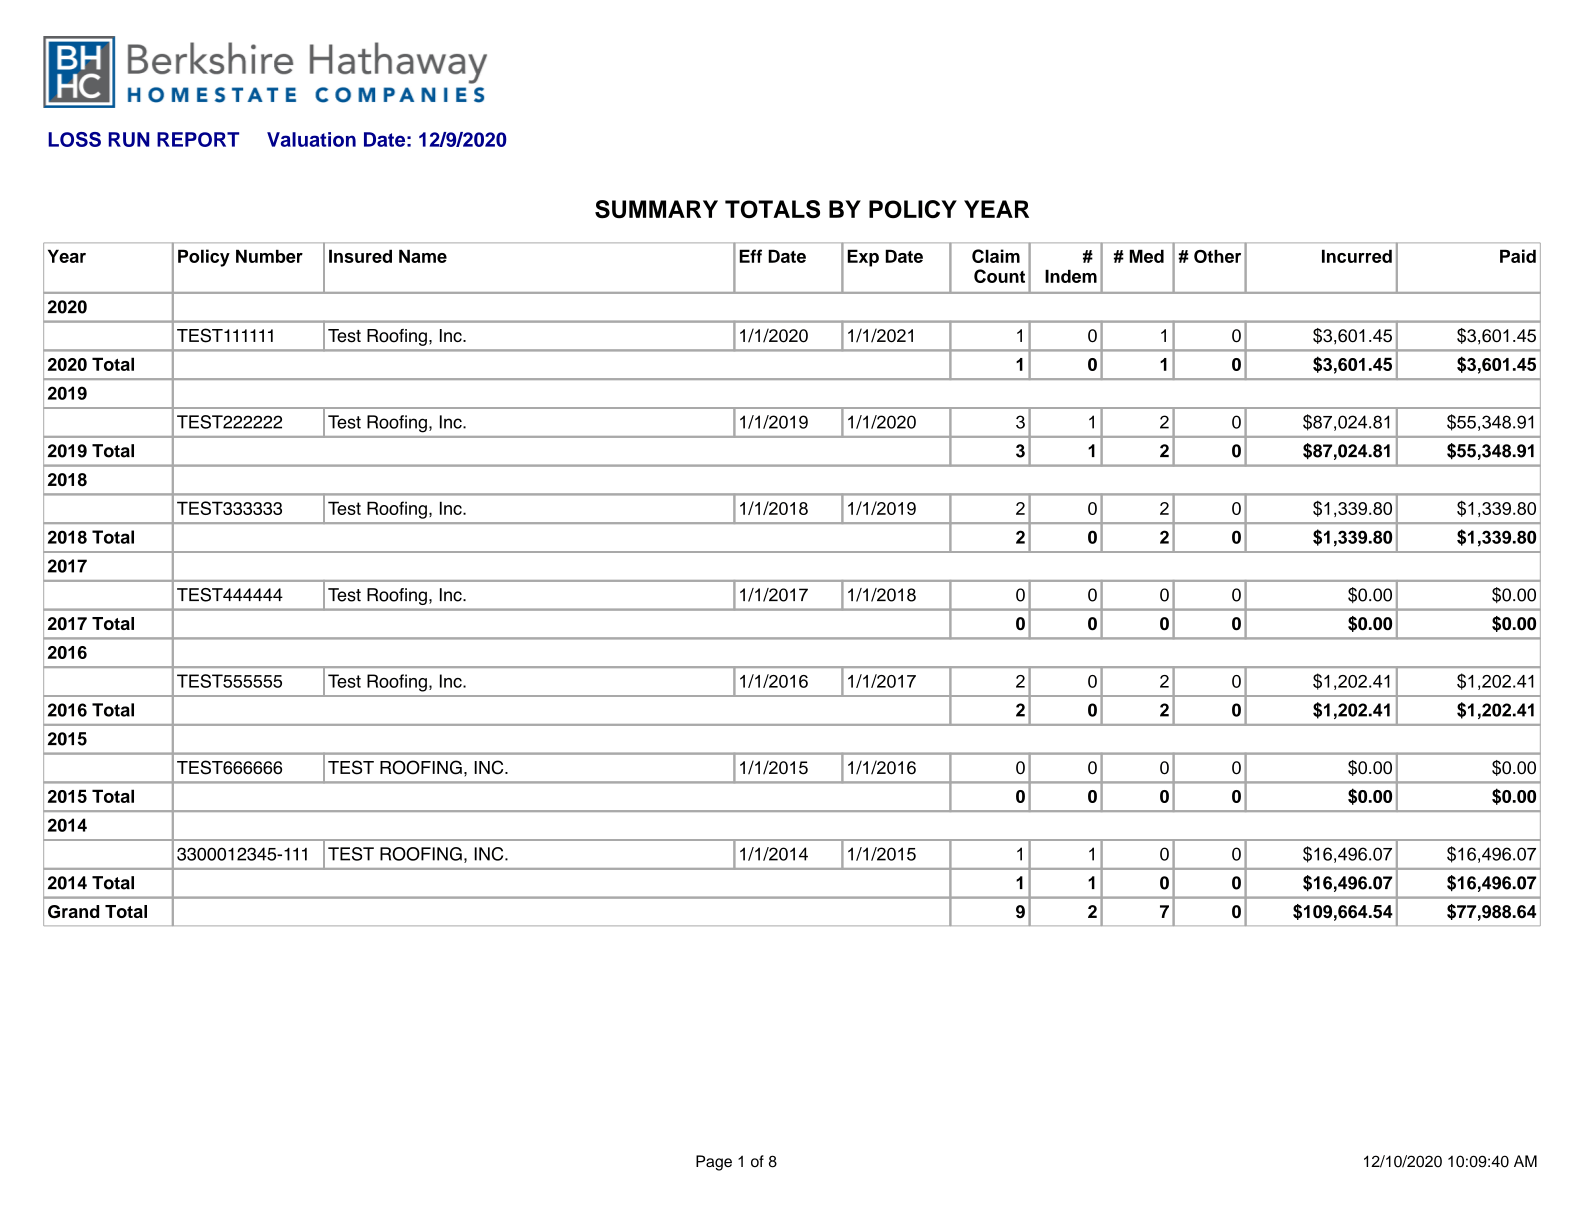 BH
HC
Berkshire Hathaway
HOMESTATE COMPANIES
LOSS RUN REPORT Valuation Date: 12/9/2020
SUMMARY TOTALS BY POLICY YEAR
Year Policy Number Insured Name Eff Date Exp Date Claim Count # Indem # Med # Other Incurred Paid
2020
TEST111111 Test Roofing, Inc. 1/1/2020 1/1/2021 1 0 1 0 $3,601.45 $3,601.45
2020 Total 1 0 1 0 $3,601.45 $3,601.45
2019
TEST222222 Test Roofing, Inc. 1/1/2019 1/1/2020 3 1 2 0 $87,024.81 $55,348.91
2019 Total 3 1 2 0 $87,024.81 $55,348.91
2018
TEST333333 Test Roofing, Inc. 1/1/2018 1/1/2019 2 0 2 0 $1,339.80 $1,339.80
2018 Total 2 0 2 0 $1,339.80 $1,339.80
2017
TEST444444 Test Roofing, Inc. 1/1/2017 1/1/2018 0 0 0 0 $0.00 $0.00
2017 Total 0 0 0 0 $0.00 $0.00
2016
TEST555555 Test Roofing, Inc. 1/1/2016 1/1/2017 2 0 2 0 $1,202.41 $1,202.41
2016 Total 2 0 2 0 $1,202.41 $1,202.41
2015
TEST666666 TEST ROOFING, INC. 1/1/2015 1/1/2016 0 0 0 0 $0.00 $0.00
2015 Total 0 0 0 0 $0.00 $0.00
2014
3300012345-111 TEST ROOFING, INC. 1/1/2014 1/1/2015 1 1 0 0 $16,496.07 $16,496.07
2014 Total 1 1 0 0 $16,496.07 $16,496.07
Grand Total 9 2 7 0 $109,664.54 $77,988.64
Page 1 of 8 12/10/2020 10:09:40 AM